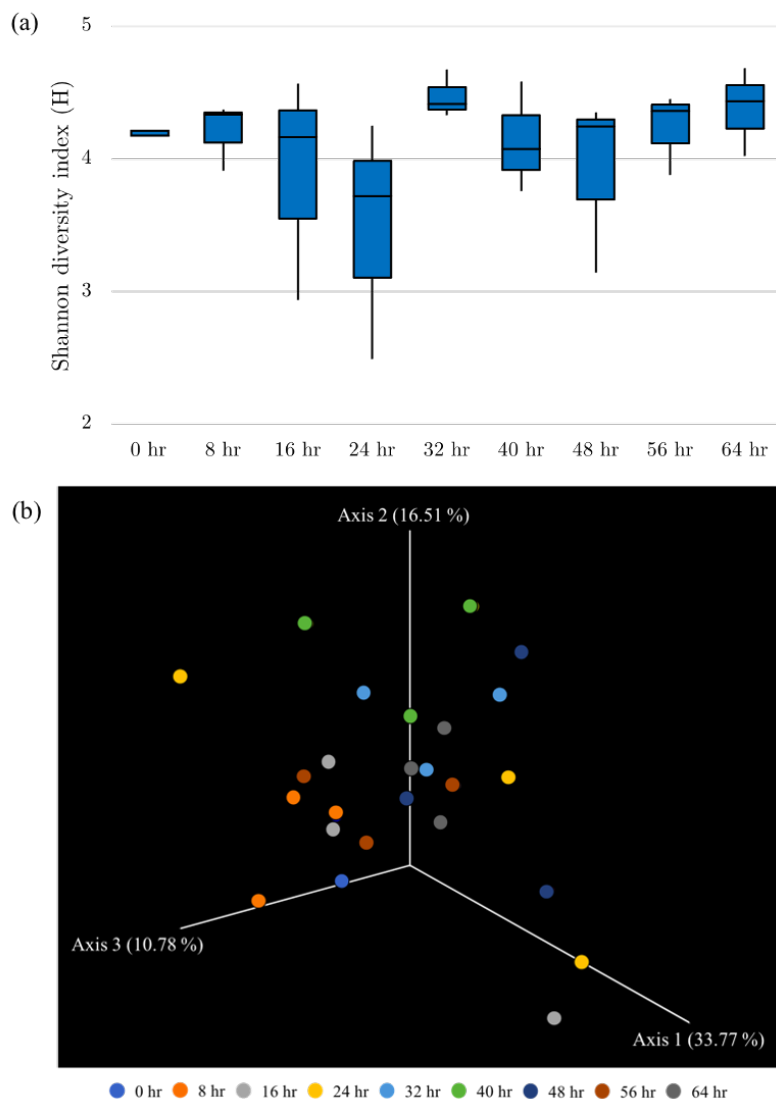 (a)
Shannon diversity index (H)
5
4
3
2
0 hr 8 hr 16 hr 24 hr 32 hr 40 hr 48 hr 56 hr 64 hr
(b)
Axis 2 (16.51 %)
Axis 3 (10.78 %)
Axis 1 (33.77 %)
0 hr 8 hr 16 hr 24 hr 32 hr 40 hr 48 hr 56 hr 64 hr